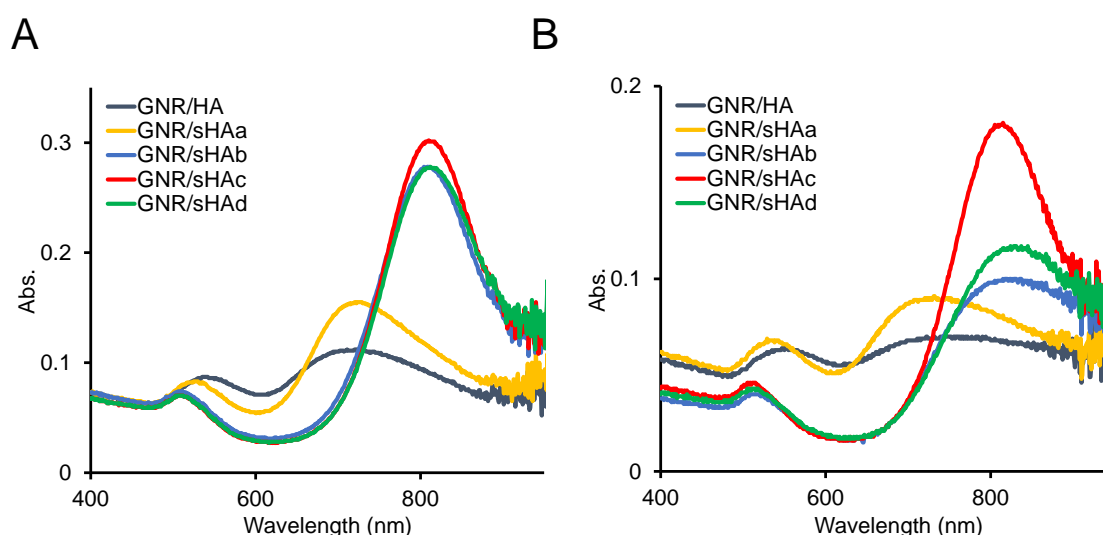 A
GNR/HA
GNR/sHAa
GNR/sHAb
GNR/sHAc
GNR/sHAd
0.3
0.2
0.1
0
Abs.
400
600
800
Wavelength (nm)
B
GNR/HA
GNR/sHAa
GNR/sHAb
GNR/sHAc
GNR/sHAd
0.2
0.1
0
Abs.
400
600
800
Wavelength (nm)